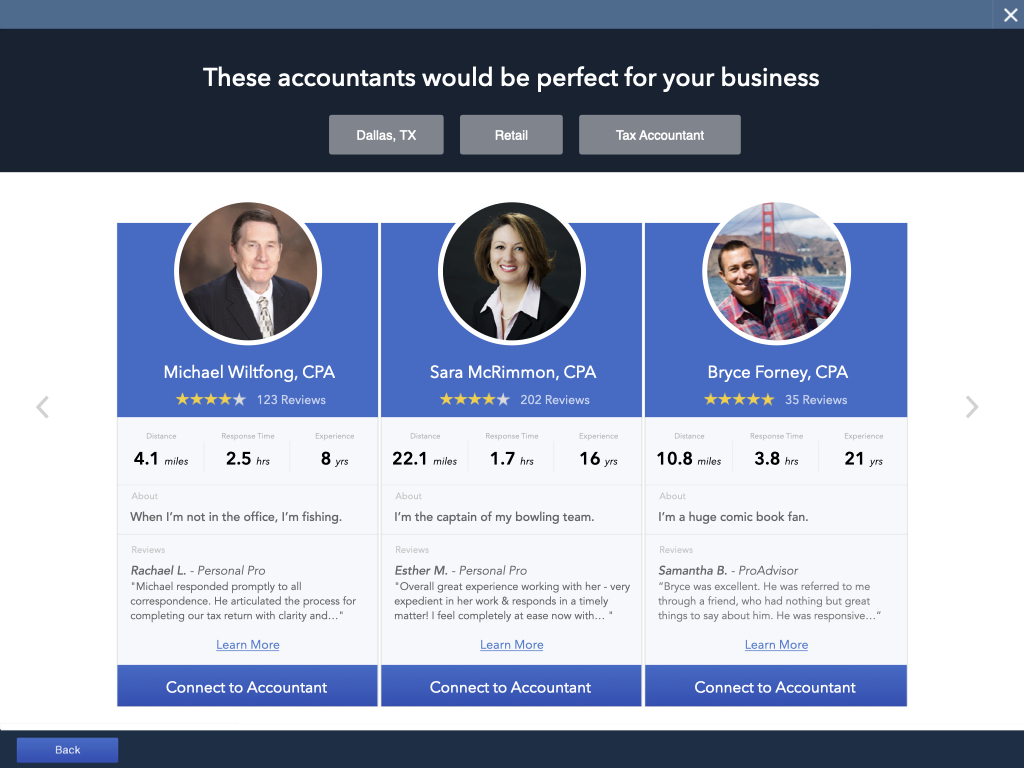 These accountants would be perfect for your business
Dallas, TX
Retail
Tax Accountant
Michael Wiltfong, CPA
123 Reviews
Distance
Response Time
Experience
4.1 miles
2.5 hrs
8 yrs
About
When I'm not in the office, I'm fishing.
Reviews
Rachael L. - Personal Pro
"Michael responded promptly to all
correspondence. He articulated the process for
completing our tax return with clarity and..."
Learn More
Connect to Accountant
Sara McRimmon, CPA
202 Reviews
Distance
Response Time
Experience
22.1 miles
1.7 hrs
16 yrs
About
I'm the captain of my bowling team.
Reviews
Esther M. - Personal Pro
"Overall great experience working with her - very
expedient in her work & responds in a timely
matter! I feel completely at ease now with... "
Learn More
Connect to Accountant
Bryce Forney, CPA
35 Reviews
Distance
Response Time
Experience
10.8 miles
3.8 hrs
21 yrs
About
I'm a huge comic book fan.
Reviews
Samantha B. - ProAdvisor
"Bryce was excellent. He was referred to me
through a friend, who had nothing but great
things to say about him. He was responsive..."
Learn More
Connect to Accountant
Back